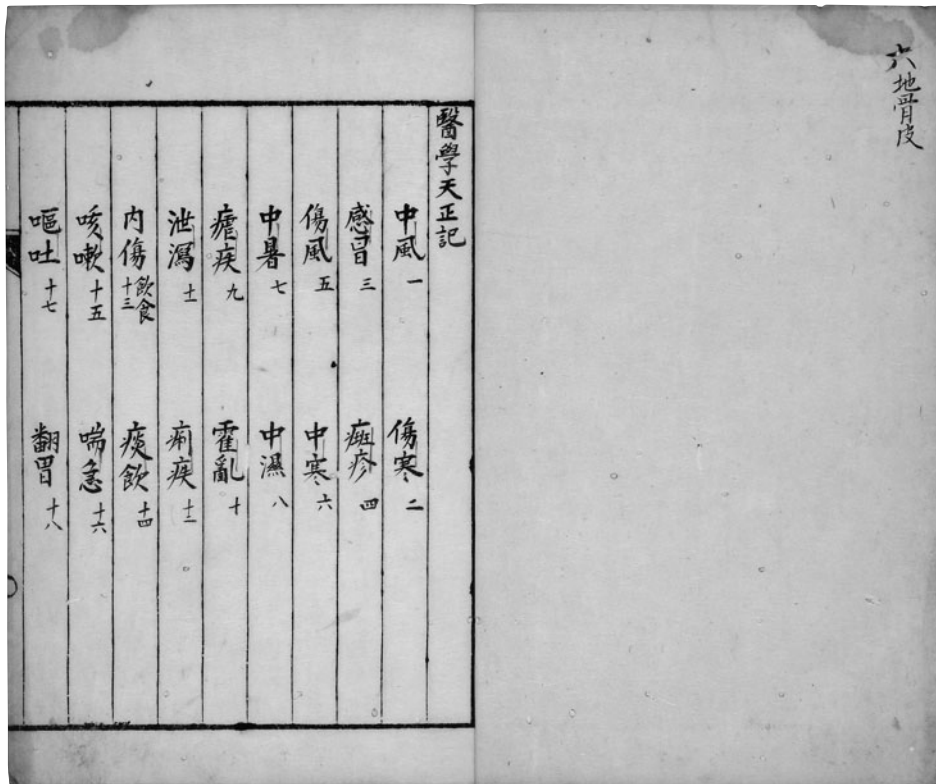 六地骨皮
醫學天正記
中風一 傷寒二
感冒三 斑疹四
傷風五 中寒六
中暑七 中濕八
瘧疾九 霍亂十
泄瀉十一 痢疾十二
內傷飲食十三 痰飲十四
咳嗽十五 喘急十六
嘔吐十七 翻胃十八